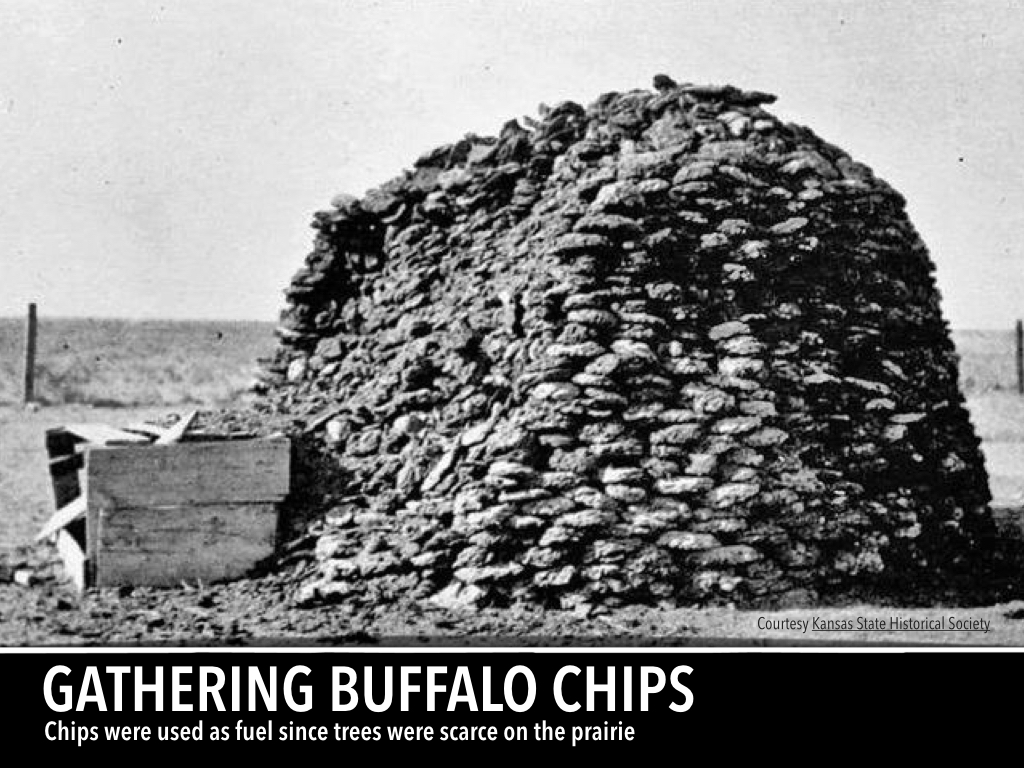 Courtesy Kansas State Historical Society
GATHERING BUFFALO CHIPS
Chips were used as fuel since trees were scarce on the prairie